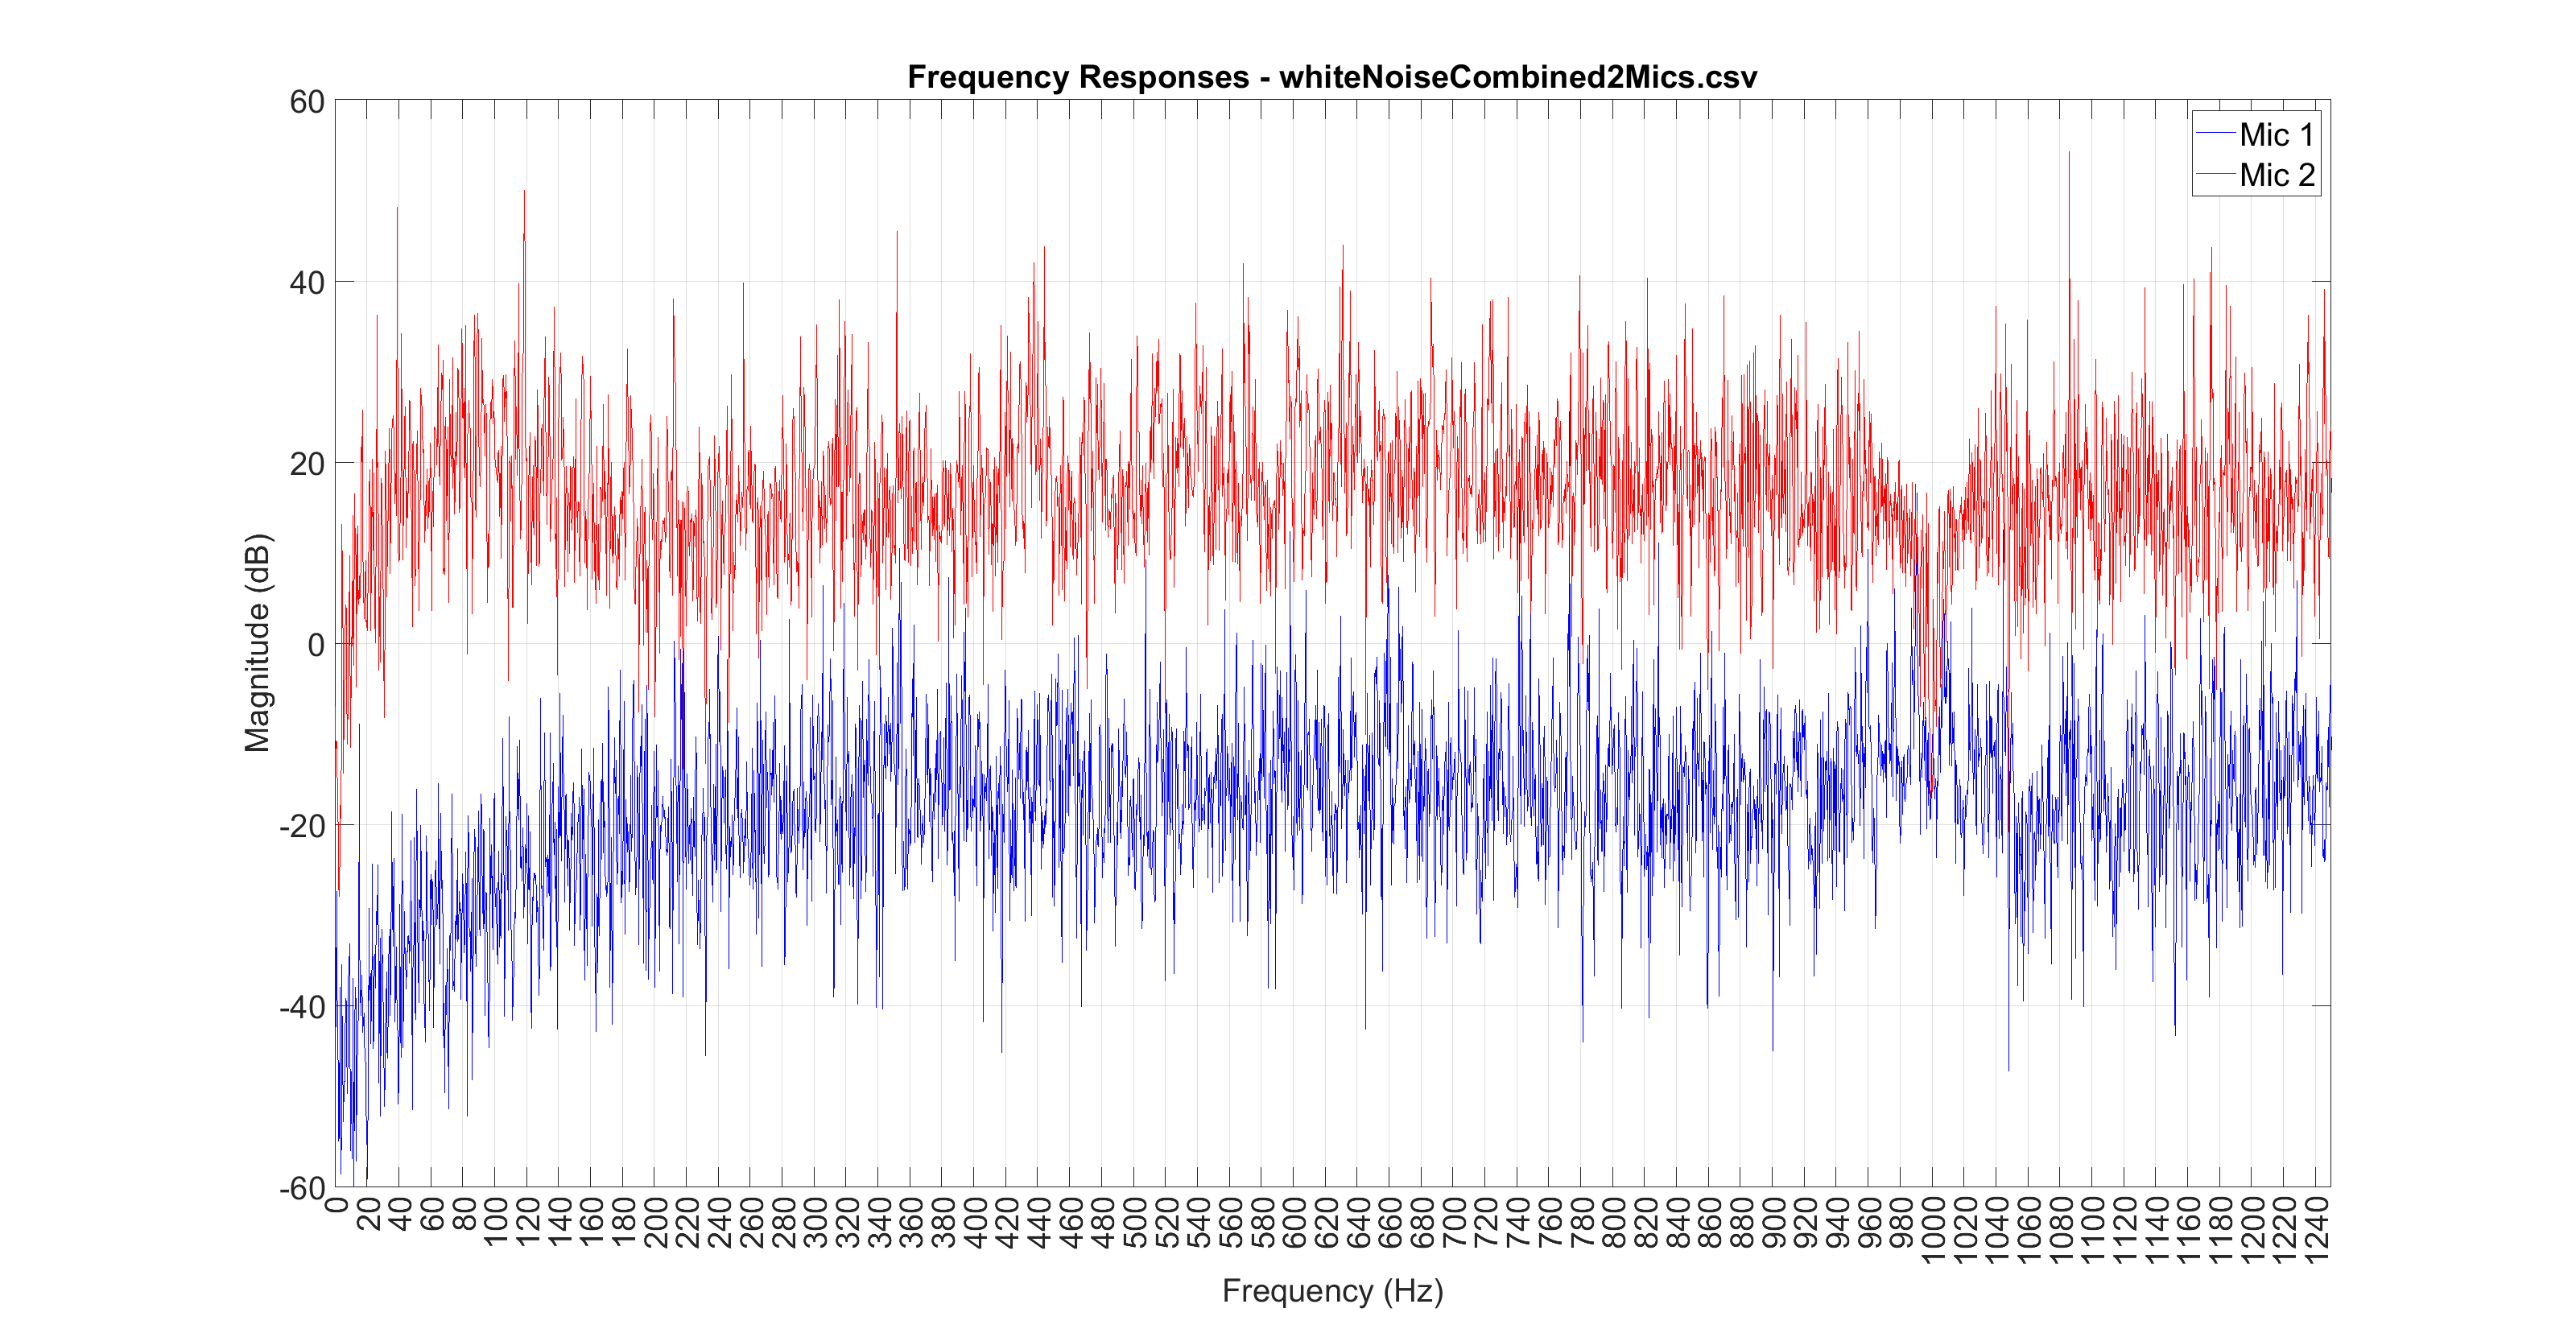 Frequency Responses - whiteNoiseCombined2Mics.csv
Mic 1
Mic 2
Magnitude (dB)
60
40
20
0
-20
-40
-60
0 20 40 60 80 100 120 140 160 180 200 220 240 260 280 300 320 340 360 380 400 420 440 460 480 500 520 540 560 580 600 620 640 660 680 700 720 740 760 780 800 820 840 860 880 900 920 940 960 980 1000 1020 1040 1060 1080 1100 1120 1140 1160 1180 1200 1220 1240
Frequency (Hz)